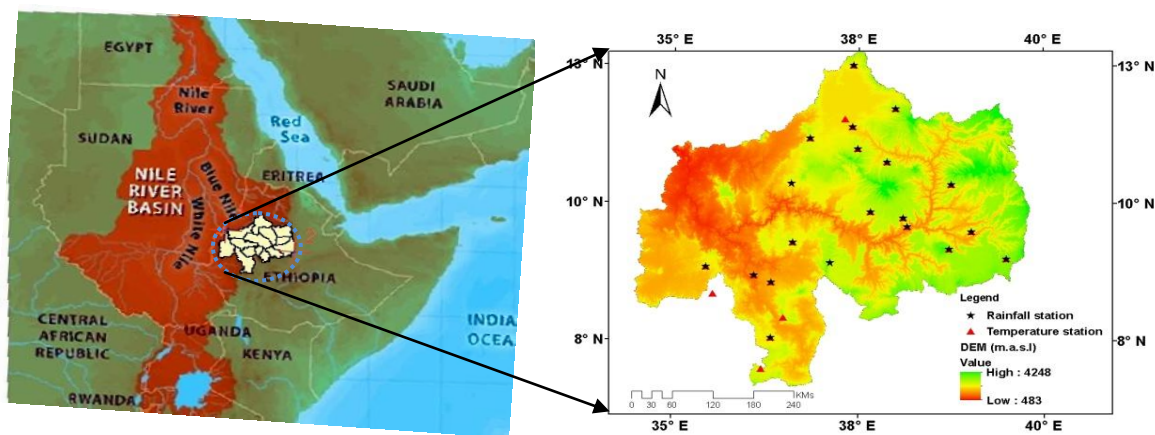 EGYPT
Nile
River
SAUDI
ARABIA
Red
Sea
SUDAN
ERITREA
NILE
RIVER
BASIN
Blue Nile
White Nile
2
ETHIOPIA
CENTRAL
AFRICAN
REPUBLIC
UGANDA
KENYA
INDIA
OCEA
RWANDA
35° E 38° E 40° E
13° N 13° N
N
10° N 10° N
8° N 8° N
Legend
Rainfall station
Temperature station
DEM (m.a.s.l)
Value
High : 4248
Low : 483
KMs
0 15 30 60 120 180 240
35° E 38° E 40° E